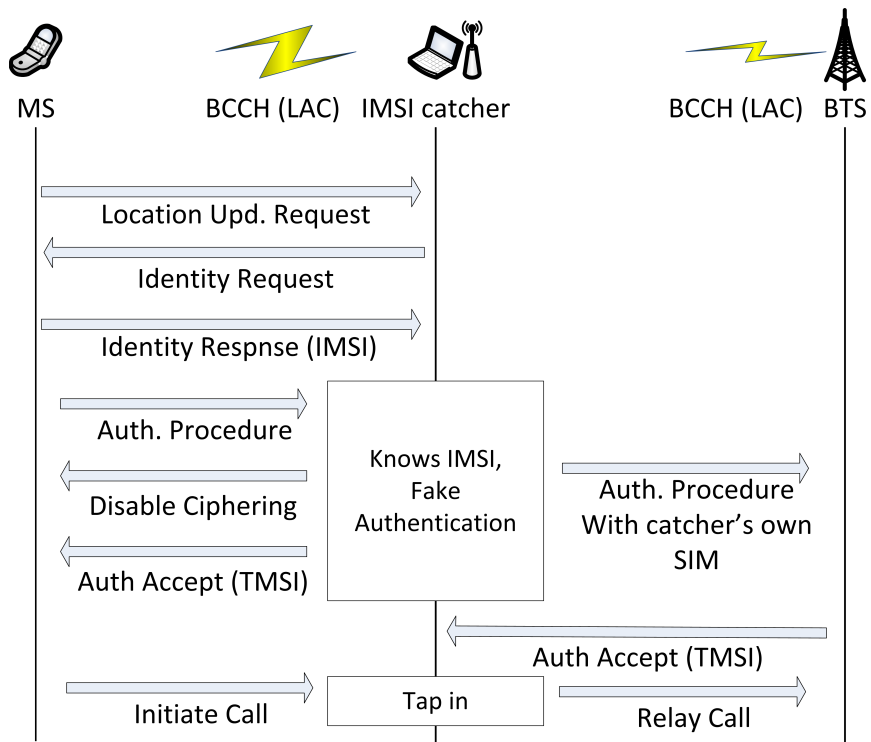 MS
BCCH (LAC)
IMSI catcher
BCCH (LAC)
BTS
Location Upd. Request
Identity Request
Identity Respnse (IMSI)
Auth. Procedure
Disable Ciphering
Auth Accept (TMSI)
Knows IMSI,
Fake
Authentication
Auth. Procedure
With catcher's own
SIM
Auth Accept (TMSI)
Initiate Call
Tap in
Relay Call